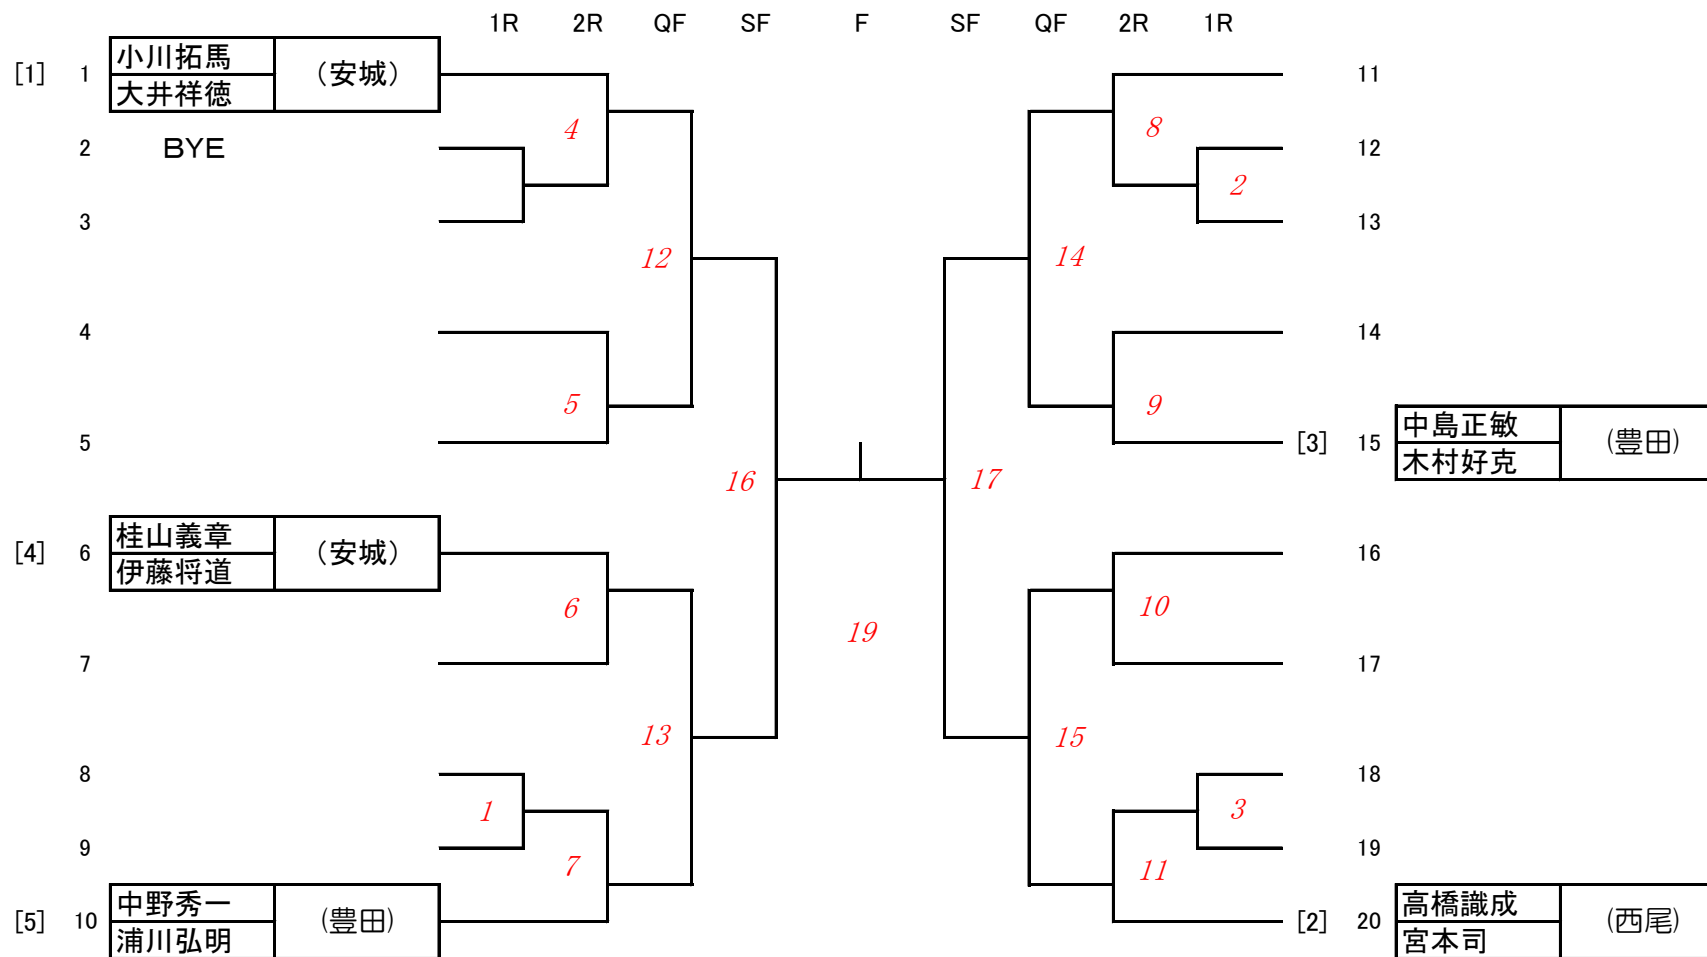 1R 2R QF SF F SF QF 2R 1R
[1] 1 小川拓馬 (安城) 11
大井祥徳
4 8
2 BYE 12
2
3 13
12 14
4 14
5 9
5 [3] 15 中島正敏 (豊田)
木村好克
16 17
[4] 6 桂山義章 (安城) 16
伊藤将道
6 10
19
7 17
13 15
8 18
1 3
9 19
7 11
[5] 10 中野秀一 (豊田) [2] 20 高橋識成 (西尾)
浦川弘明 宮本司